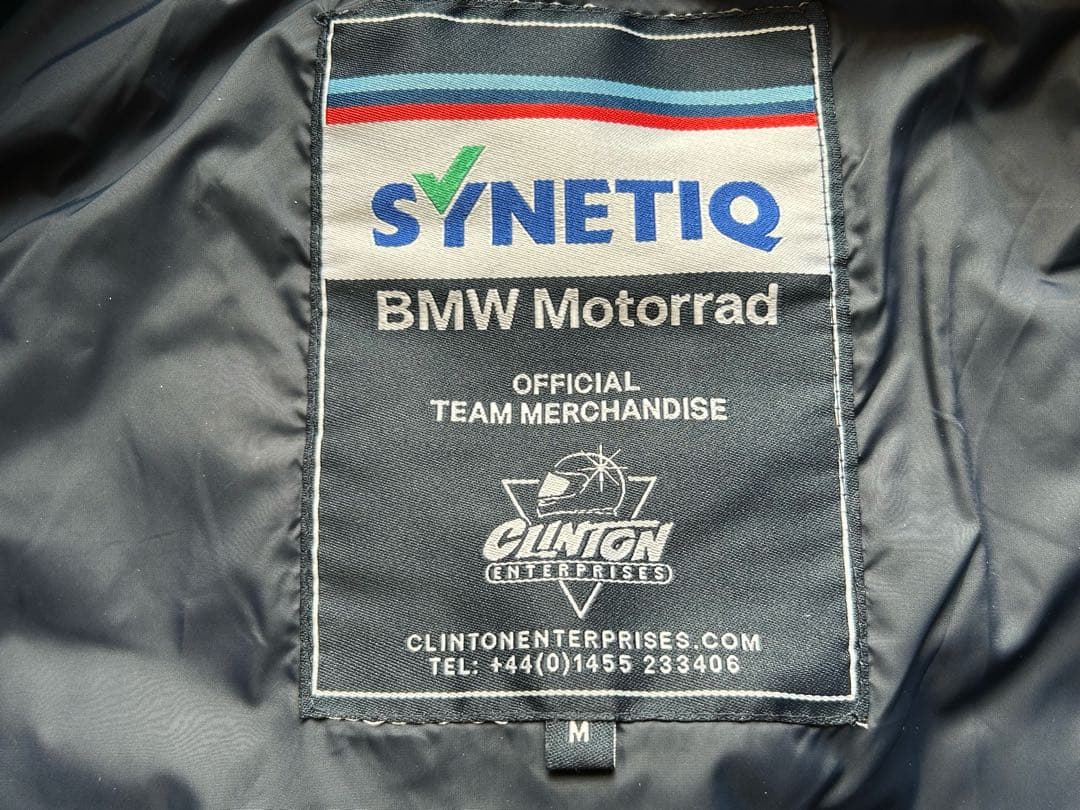 SYNETIQ
BMW Motorrad
OFFICIAL
TEAM MERCHANDISE
CLINTON
ENTERPRISES
CLINTONENTERPRISES.COM
TEL: +44(0)1455 233406
M